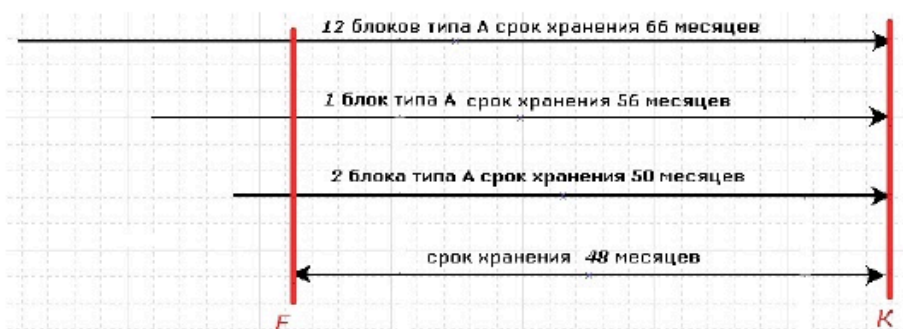 12 блоков типа А срок хранения 66 месяцев
1 блок типа А срок хранения 56 месяцев
2 блока типа А срок хранения 50 месяцев
срок хранения 48 месяцев
F К